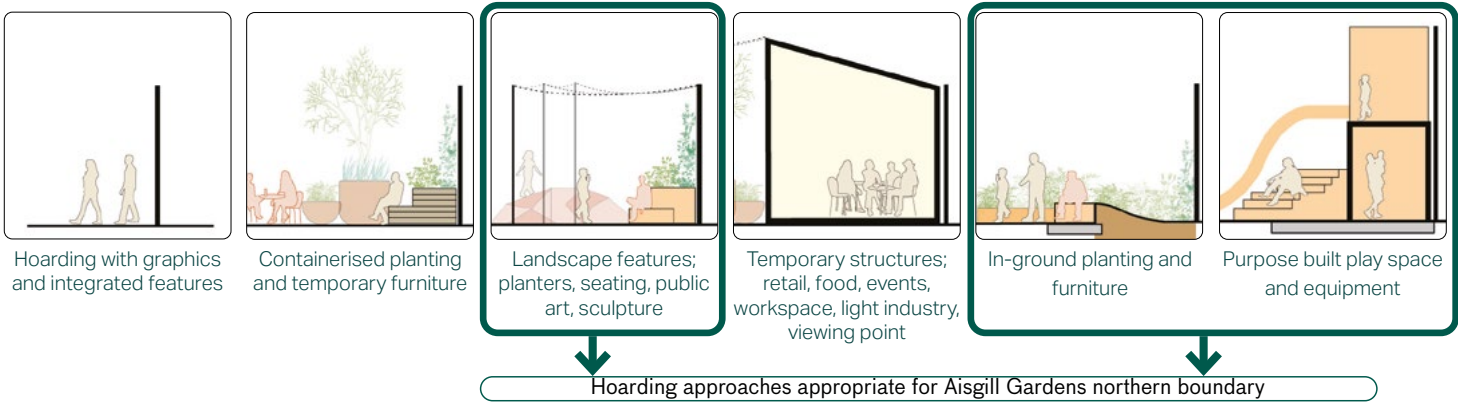 Hoarding with graphics
and integrated features
Containerised planting
and temporary furniture
Landscape features;
planters, seating, public
art, sculpture
Temporary structures;
retail, food, events,
workspace, light industry,
viewing point
In-ground planting and
furniture
Purpose built play space
and equipment
Hoarding approaches appropriate for Aisgill Gardens northern boundary